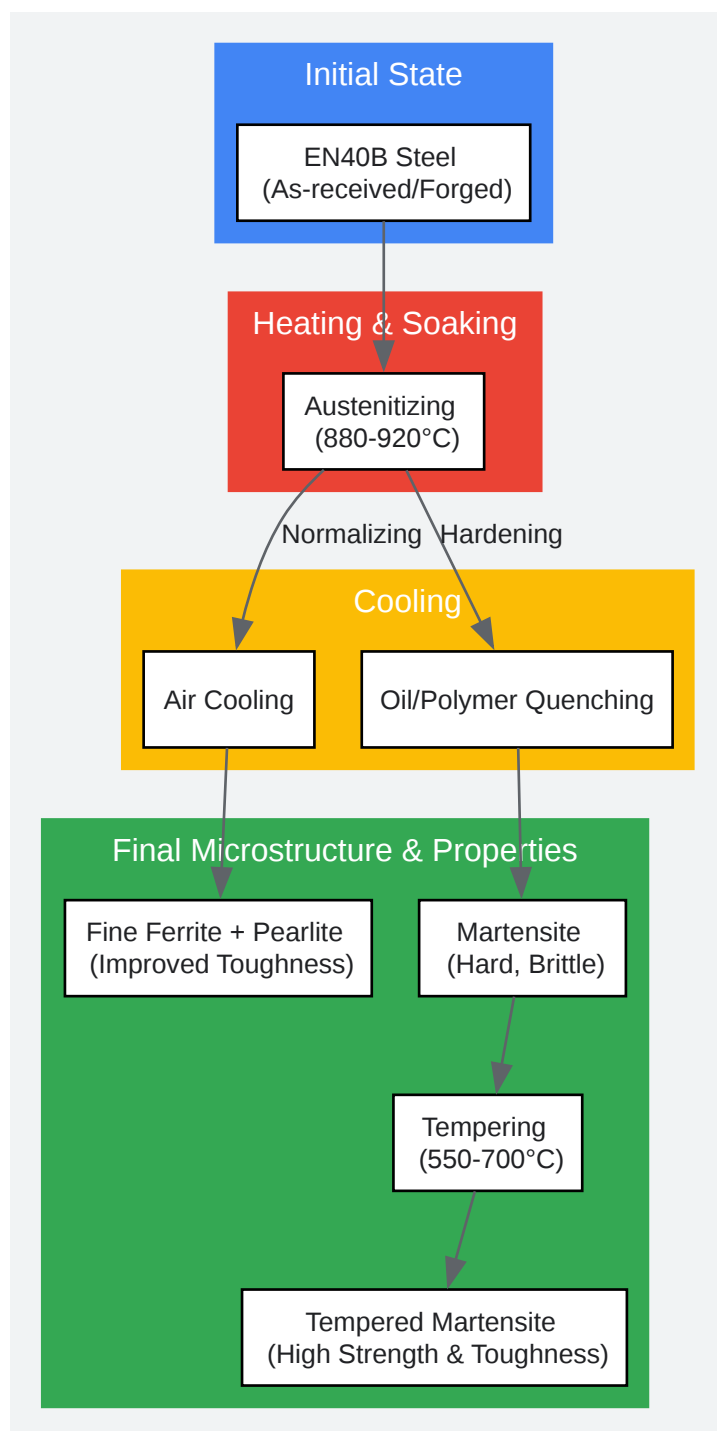 Initial State
EN40B Steel
(As-received/Forged)
Heating & Soaking
Austenitizing
(880-920°C)
Normalizing
Hardening
Cooling
Air Cooling
Oil/Polymer Quenching
Final Microstructure & Properties
Fine Ferrite + Pearlite
(Improved Toughness)
Martensite
(Hard, Brittle)
Tempering
(550-700°C)
Tempered Martensite
(High Strength & Toughness)